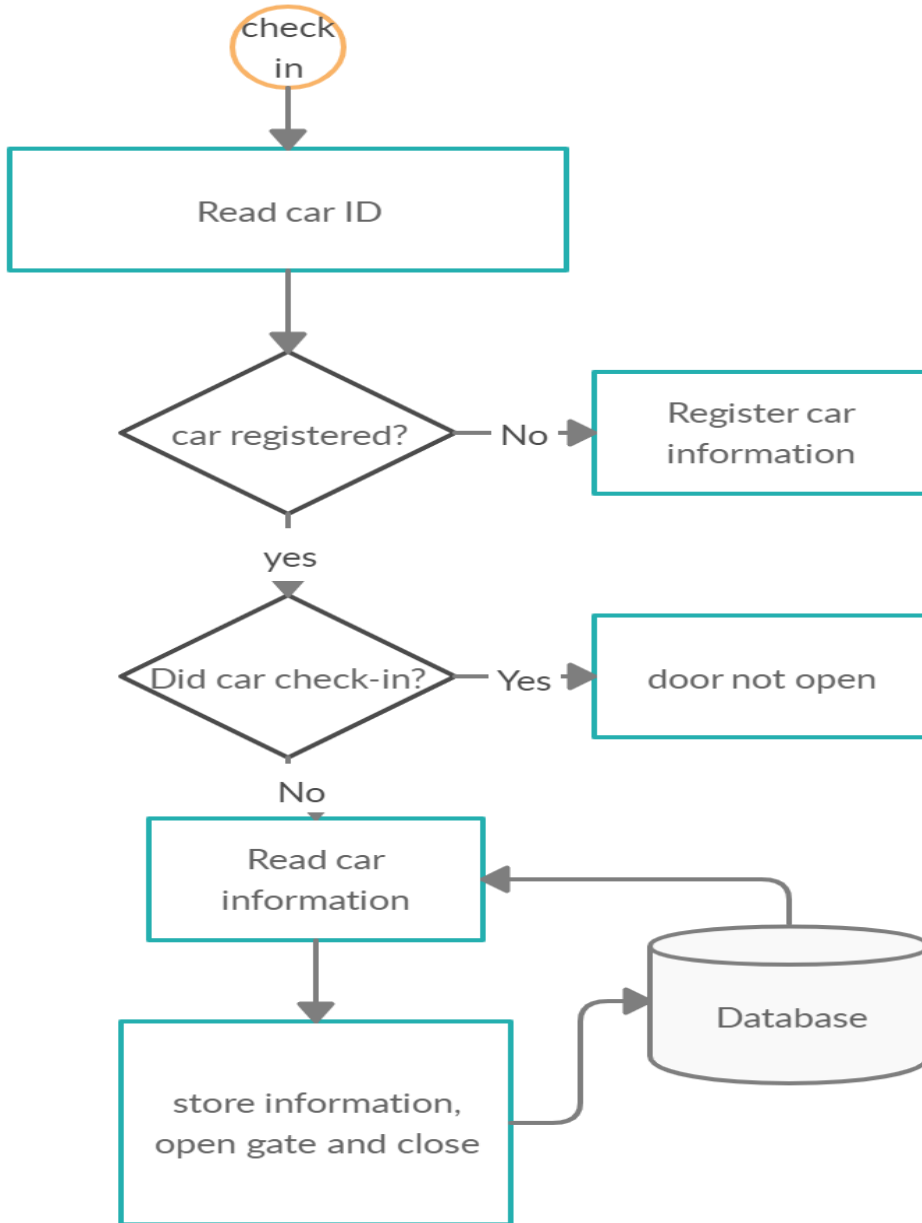 check
in
Read car ID
car registered?
No
Register car
information
yes
Did car check-in?
Yes
door not open
No
Read car
information
Database
store information,
open gate and close